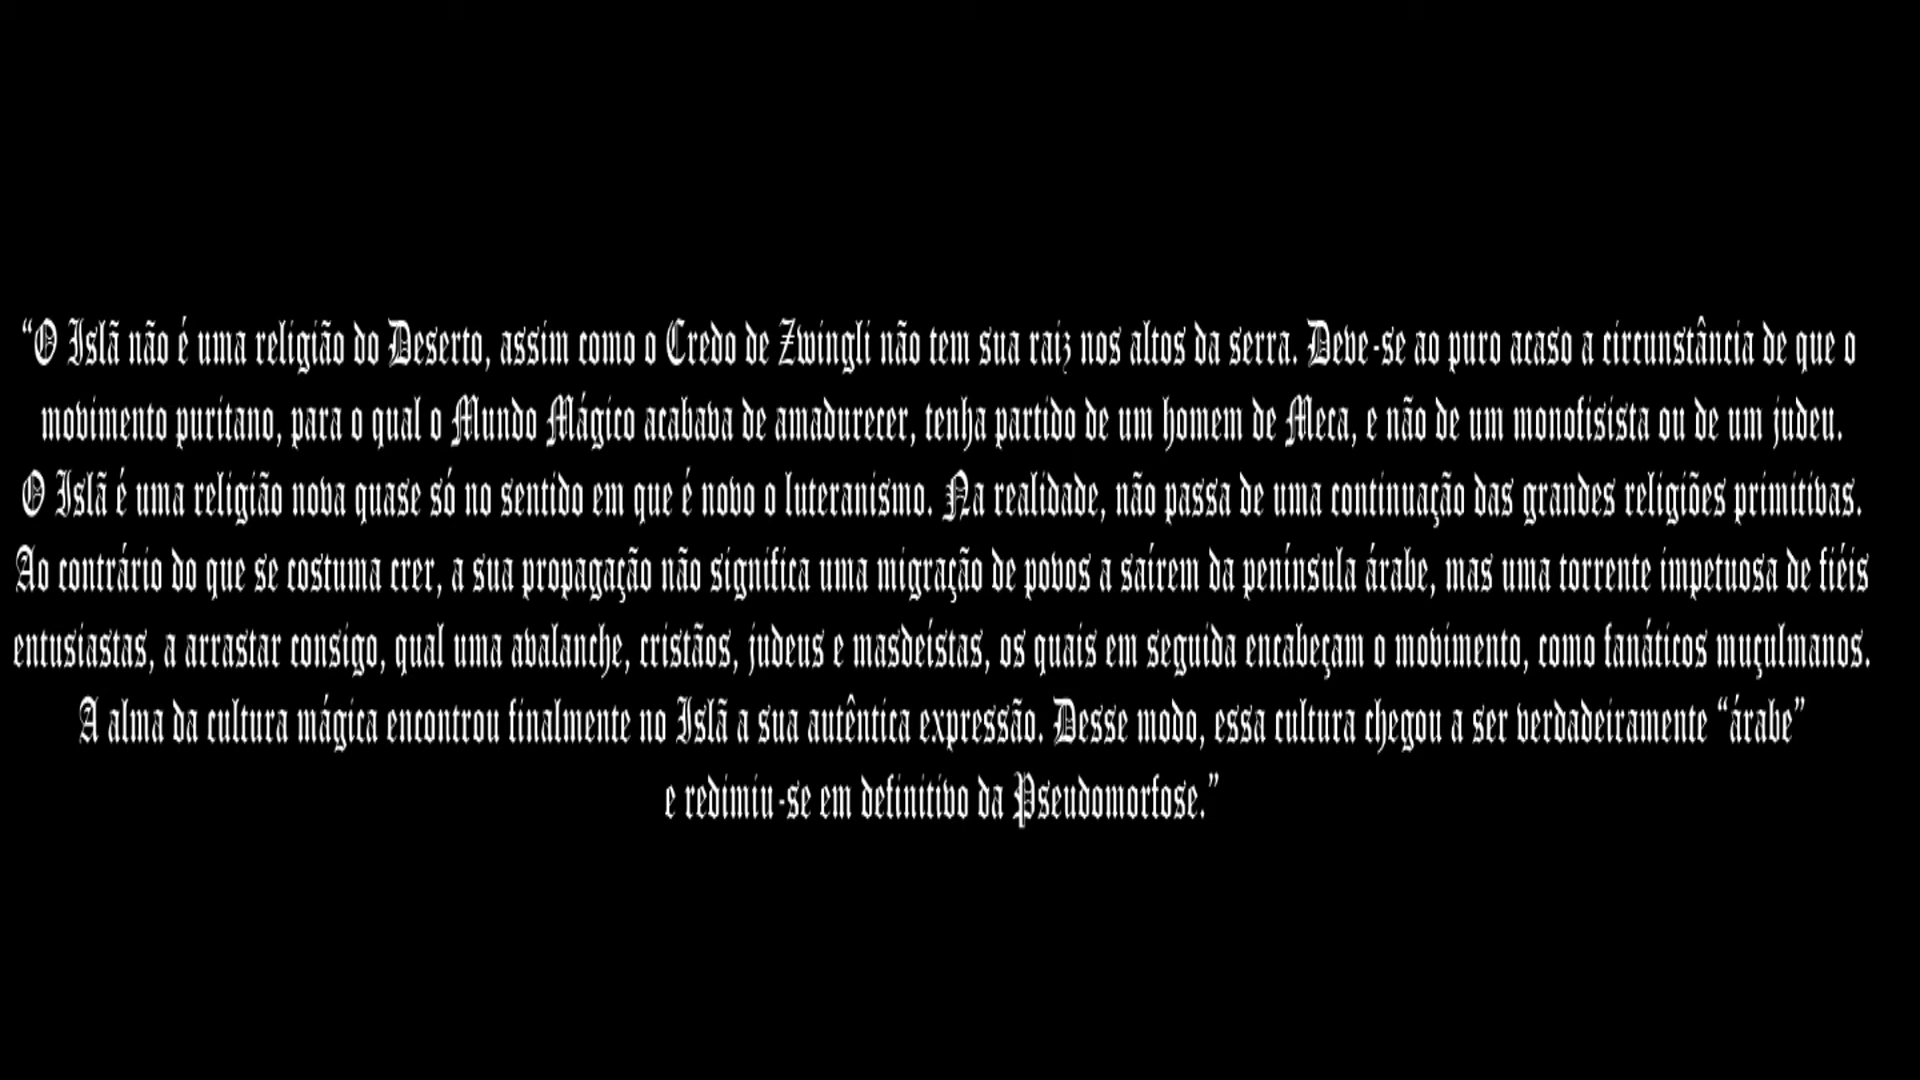 “O Islã não é uma religião do Deserto, assim como o Credo de Zwingli não tem sua raiz nos altos da serra. Deve-se ao puro acaso a circunstância de que o
movimento puritano, para o qual o Mundo Mágico acabava de amadurecer, tenha partido de um homem de Meca, e não de um monofisista ou de um judeu.
O Islã é uma religião nova quase só no sentido em que é novo o luteranismo. Na realidade, não passa de uma continuação das grandes religiões primitivas.
Ao contrário do que se costuma crer, a sua propagação não significa uma migração de povos a saírem da península árabe, mas uma torrente impetuosa de fiéis
entusiastas, a arrastar consigo, qual uma avalanche, cristãos, judeus e masdeístas, os quais em seguida encabeçam o movimento, como fanáticos muçulmanos.
A alma da cultura mágica encontrou finalmente no Islã a sua autêntica expressão. Desse modo, essa cultura chegou a ser verdadeiramente “árabe”
e redimiu-se em definitivo da Pseudomorfose.”